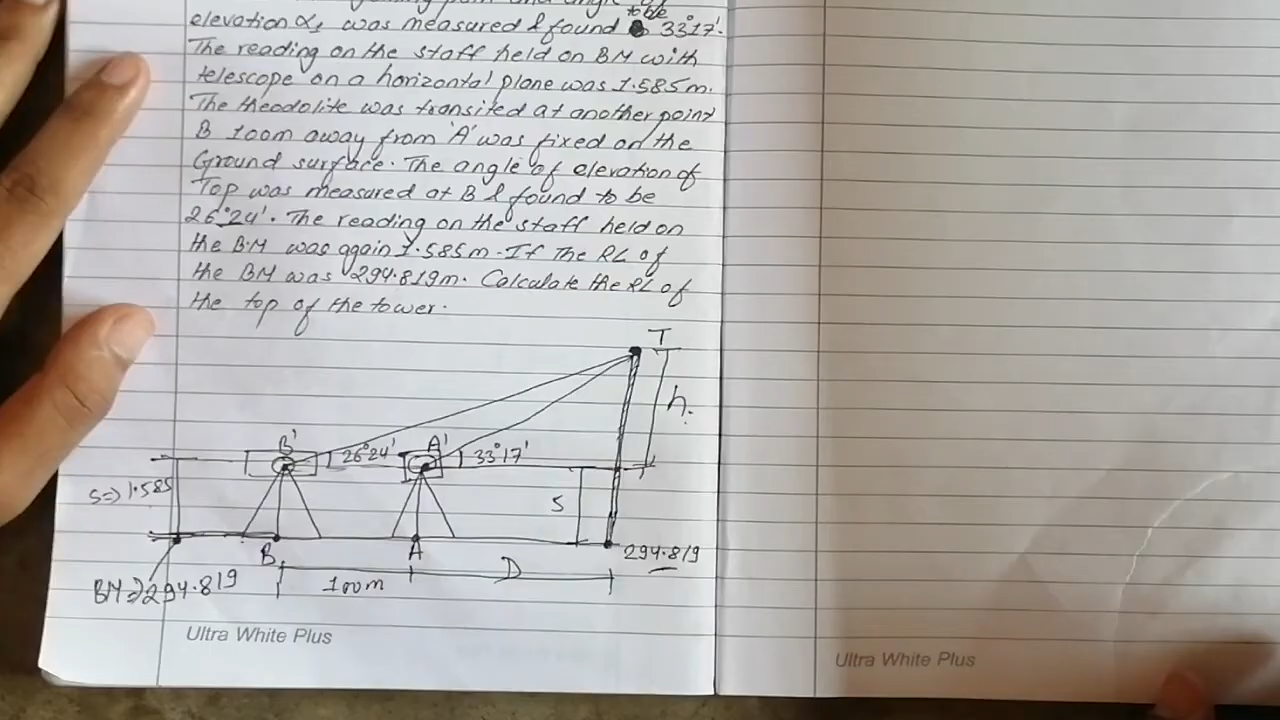 elevation α₁ was measured & found to be 33°17'.
The reading on the staff held on BM with
telescope on a horizontal plane was 1.585m.
The theodolite was transited at another point
B 100m away from 'A' was fixed on the
Ground surface. The angle of elevation of
Top was measured at B & found to be
26°24'. The reading on the staff held on
the B.M was again 1.585m. If the RL of
the BM was 294.819m. Calculate the RL of
the top of the tower.
T
h.
B' 26°24' A' 33°17'
S=>1.585
S
B A 294.819
BM=>294.819 100m D
Ultra White Plus
Ultra White Plus